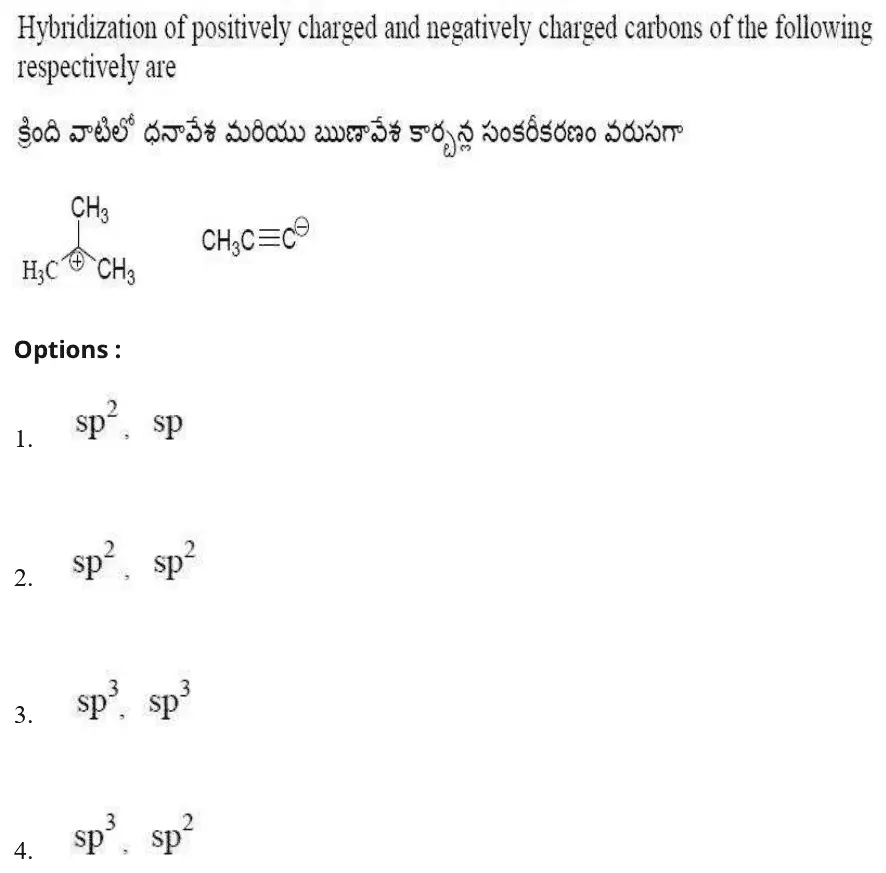 Hybridization of positively charged and negatively charged carbons of the following
respectively are
క్రింది వాటిలో ధనావేశ మరియు ఋణావేశ కార్బన్ల సంకరీకరణం వరుసగా
CH₃
H₃C ⊕ CH₃ CH₃C≡C⊖
Options :
1. sp², sp
2. sp², sp²
3. sp³, sp³
4. sp³, sp²